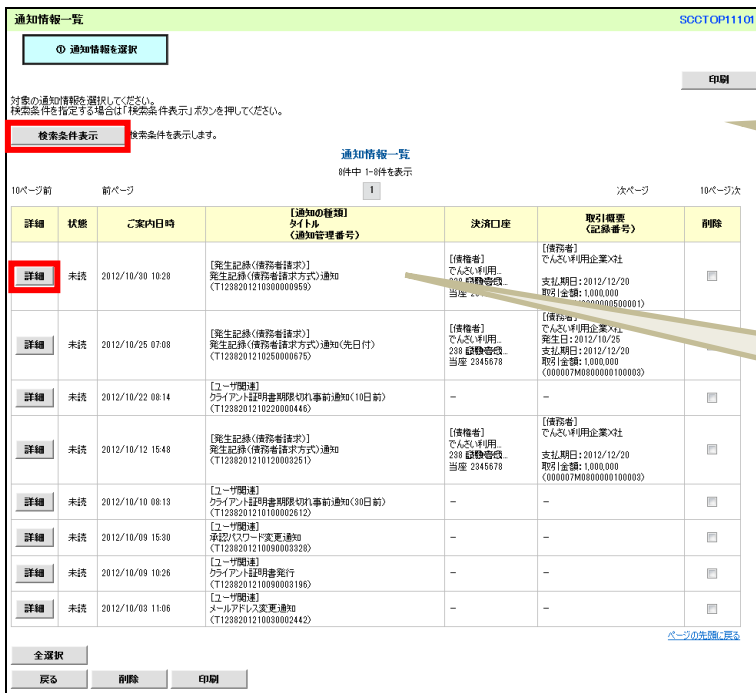 通知情報一覧
SCCTOP11101
① 通知情報を選択
印刷
対象の通知情報を選択してください。
検索条件を指定する場合は「検索条件表示」ボタンを押してください。
検索条件表示 検索条件を表示します。
通知情報一覧
8件中 1-8件を表示
10ページ前 前ページ 1 次ページ 10ページ次
詳細 状態 ご案内日時 [通知の種類] タイトル (通知管理番号) 決済口座 取引概要 (記録番号) 削除
詳細 未読 2012/10/30 10:28
[発生記録(債務者請求)]
発生記録(債務者請求方式)通知
(T1238201210300000959)
[債権者]
でんさい利用...
当座
[債務者]
でんさい利用企業X社
支払期日:2012/12/20
取引金額:1,000,000
詳細 未読 2012/10/25 07:08
[発生記録(債務者請求)]
発生記録(債務者請求方式)通知(先日付)
(T1238201210250000675)
[債権者]
でんさい利用...
238
当座 2345678
[債務者]
でんさい利用企業X社
発生日:2012/10/25
支払期日:2012/12/20
取引金額:1,000,000
(000007M0800000100003)
詳細 未読 2012/10/22 08:14
[ユーザ関連]
クライアント証明書期限切れ事前通知(10日前)
(T1238201210220000446)
－ －
詳細 未読 2012/10/12 15:48
[発生記録(債務者請求)]
発生記録(債務者請求方式)通知
(T1238201210120003251)
[債権者]
でんさい利用...
238
当座 2345678
[債務者]
でんさい利用企業X社
支払期日:2012/12/20
取引金額:1,000,000
(000007M0800000100003)
詳細 未読 2012/10/10 08:13
[ユーザ関連]
クライアント証明書期限切れ事前通知(30日前)
(T1238201210100002612)
－ －
詳細 未読 2012/10/09 15:30
[ユーザ関連]
承認パスワード変更通知
(T1238201210090003328)
－ －
詳細 未読 2012/10/09 10:26
[ユーザ関連]
クライアント証明書発行
(T1238201210090003196)
－ －
詳細 未読 2012/10/03 11:06
[ユーザ関連]
メールアドレス変更通知
(T1238201210030002442)
－ －
ページの先頭に戻る
全選択
戻る 削除 印刷